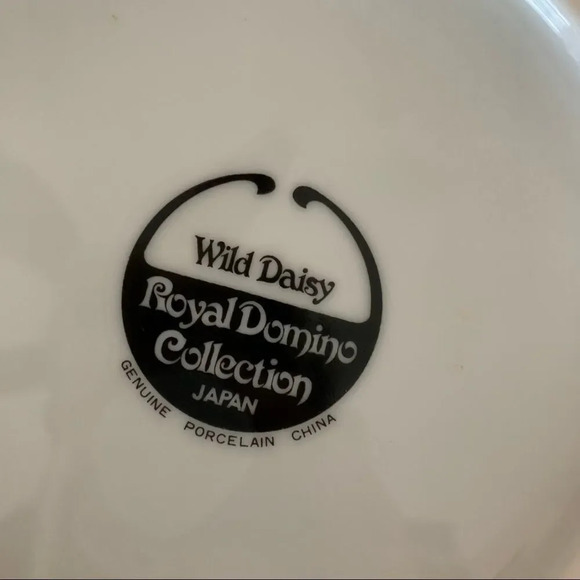 Wild Daisy
Royal Domino
Collection
JAPAN
GENUINE PORCELAIN CHINA